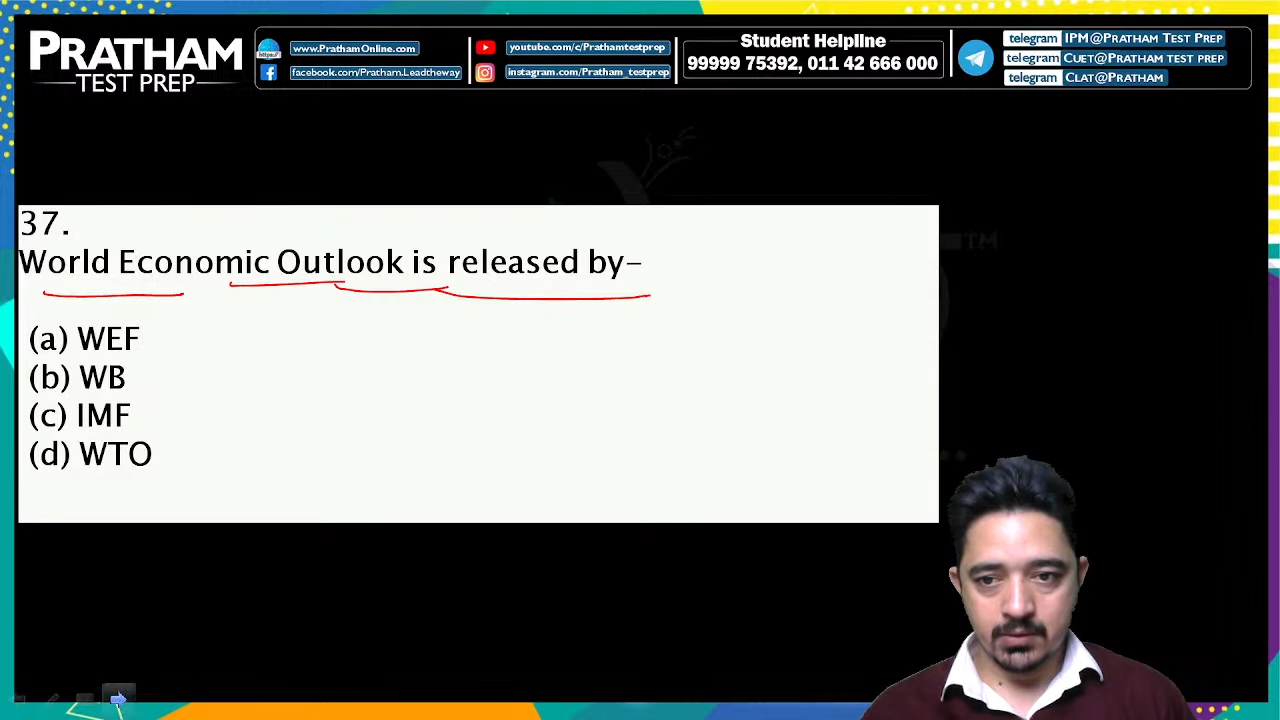 PRATHAM
TEST PREP
https://
www.PrathamOnline.com
facebook.com/Pratham.Leadtheway
youtube.com/c/Prathamtestprep
instagram.com/Pratham_testprep
Student Helpline
99999 75392, 011 42 666 000
telegram IPM@PRATHAM TEST PREP
telegram CUET@PRATHAM TEST PREP
telegram CLAT@PRATHAM
TM
37.
World Economic Outlook is released by-
(a) WEF
(b) WB
(c) IMF
(d) WTO